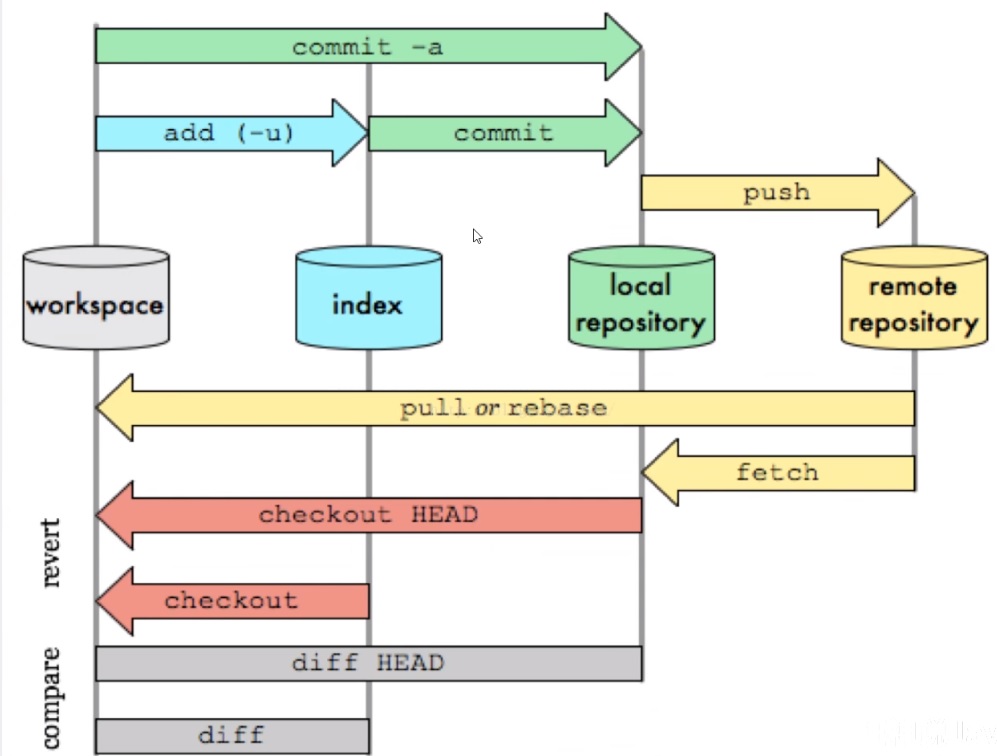 commit -a
add (-u)
commit
push
workspace
index
local
repository
remote
repository
pull or rebase
fetch
revert
checkout HEAD
checkout
compare
diff HEAD
diff